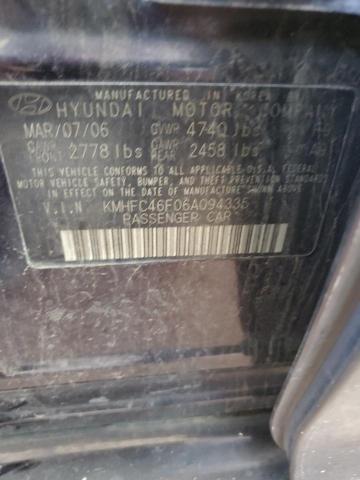 MANUFACTURED IN KOREA BY
HYUNDAI MOTOR COMPANY
MAR/07/06 GVWR 4740 lbs
GAWR FRONT 2778 lbs GAWR REAR 2458 lbs
THIS VEHICLE CONFORMS TO ALL APPLICABLE FEDERAL
MOTOR VEHICLE SAFETY, BUMPER, AND THEFT PREVENTION
STANDARDS IN EFFECT ON THE DATE OF MANUFACTURE
SHOWN ABOVE.
V.I.N KMHFC46F06A094335
PASSENGER CAR